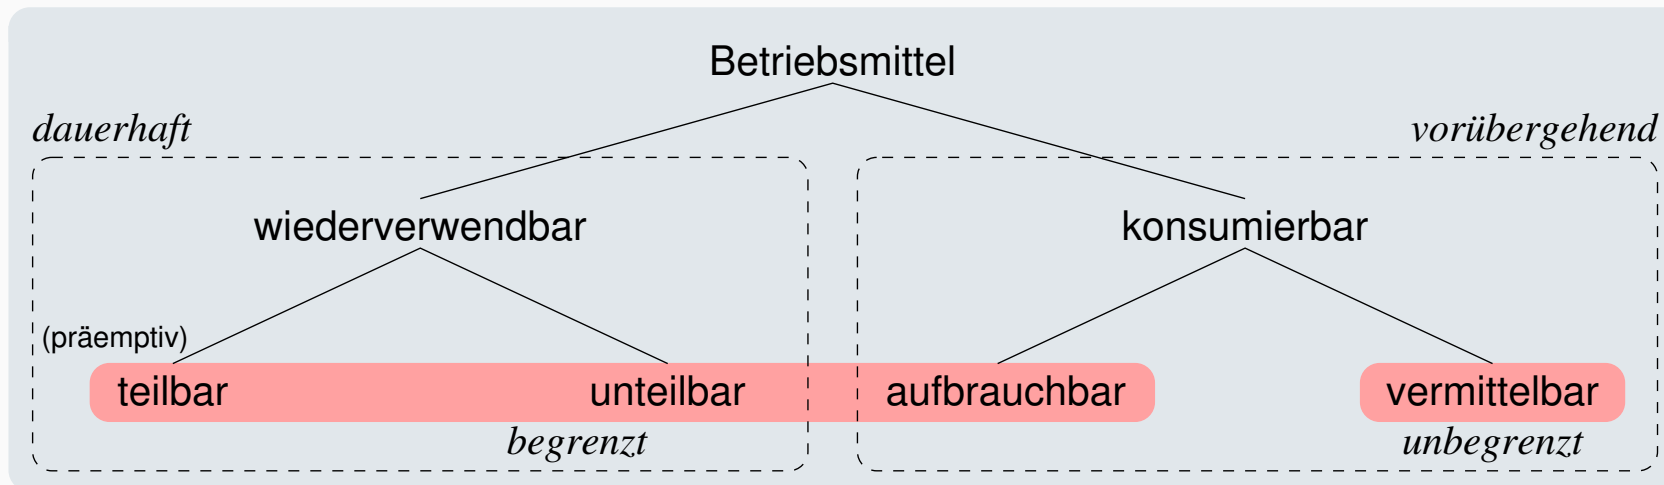 Betriebsmittel
dauerhaft vorübergehend
wiederverwendbar konsumierbar
(präemptiv)
teilbar unteilbar aufbrauchbar vermittelbar
begrenzt unbegrenzt